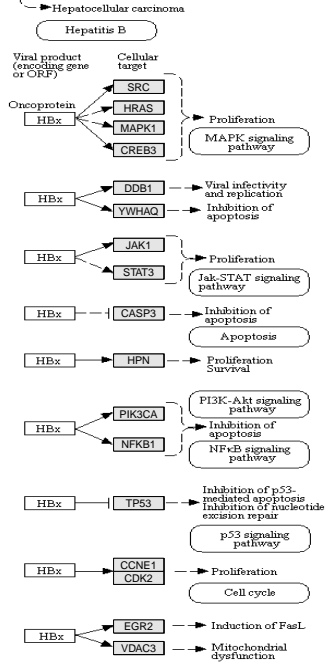 Hepatocellular carcinoma
Hepatitis B
Viral product
(encoding gene
or ORF)
Cellular
target
Oncoprotein
HBx
SRC
HRAS
MAPK1
CREB3
Proliferation
MAPK signaling
pathway
HBx
DDB1
YWHAQ
Viral infectivity
and replication
Inhibition of
apoptosis
HBx
JAK1
STAT3
Proliferation
Jak-STAT signaling
pathway
HBx
CASP3
Inhibition of
apoptosis
Apoptosis
HBx
HPN
Proliferation
Survival
HBx
PIK3CA
NFKB1
PI3K-Akt signaling
pathway
Inhibition of
apoptosis
NFκB signaling
pathway
HBx
TP53
Inhibition of p53-
mediated apoptosis
Inhibition of nucleotide
excision repair
p53 signaling
pathway
HBx
CCNE1
CDK2
Proliferation
Cell cycle
HBx
EGR2
VDAC3
Induction of FasL
Mitochondrial
dysfunction